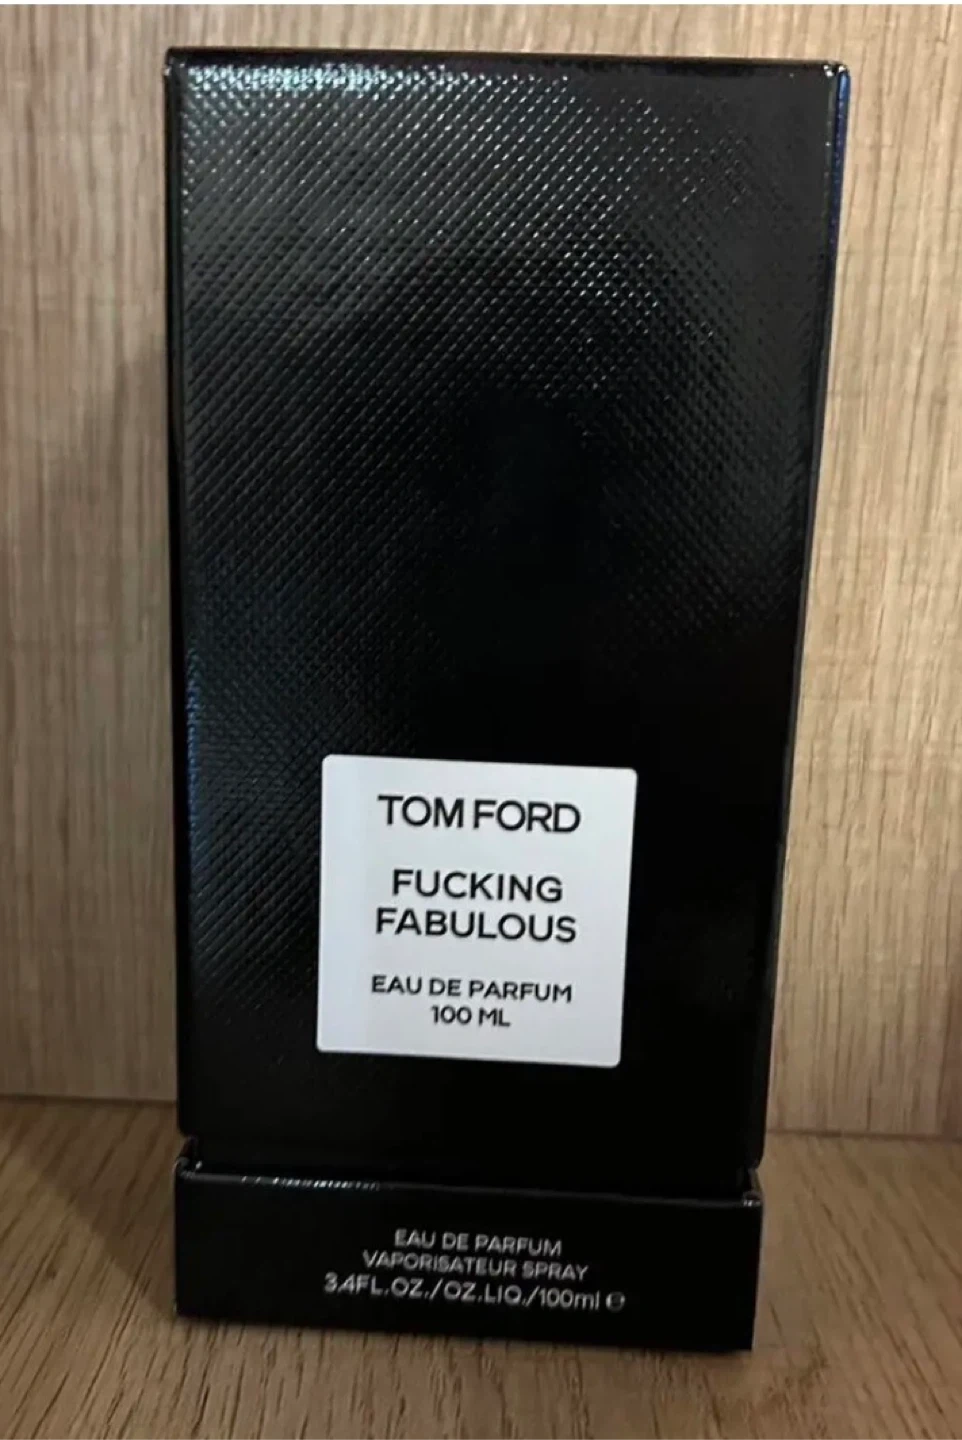 TOM FORD
FUCKING
FABULOUS
EAU DE PARFUM
100 ML
EAU DE PARFUM
VAPORISATEUR SPRAY
3.4FL.OZ./OZ.LIQ./100ml ℮